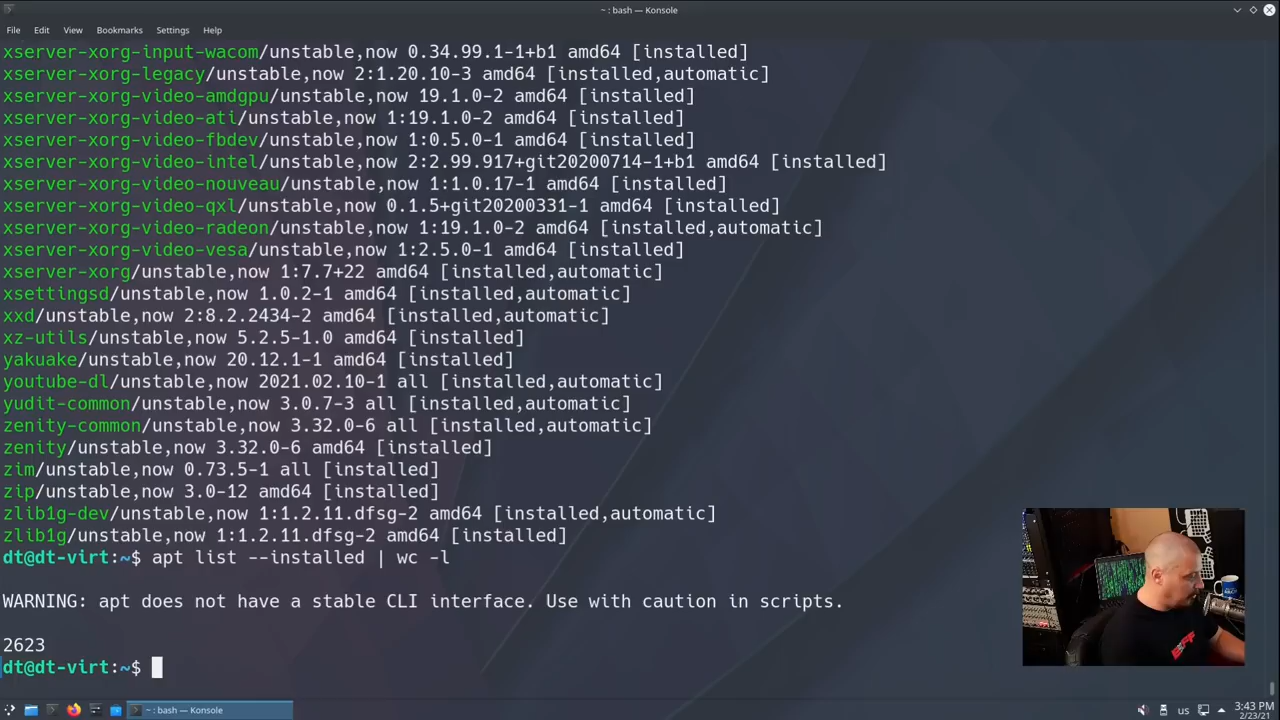 ~ : bash — Konsole
File Edit View Bookmarks Settings Help
xserver-xorg-input-wacom/unstable,now 0.34.99.1-1+b1 amd64 [installed]
xserver-xorg-legacy/unstable,now 2:1.20.10-3 amd64 [installed,automatic]
xserver-xorg-video-amdgpu/unstable,now 19.1.0-2 amd64 [installed]
xserver-xorg-video-ati/unstable,now 1:19.1.0-2 amd64 [installed]
xserver-xorg-video-fbdev/unstable,now 1:0.5.0-1 amd64 [installed]
xserver-xorg-video-intel/unstable,now 2:2.99.917+git20200714-1+b1 amd64 [installed]
xserver-xorg-video-nouveau/unstable,now 1:1.0.17-1 amd64 [installed]
xserver-xorg-video-qxl/unstable,now 0.1.5+git20200331-1 amd64 [installed]
xserver-xorg-video-radeon/unstable,now 1:19.1.0-2 amd64 [installed,automatic]
xserver-xorg-video-vesa/unstable,now 1:2.5.0-1 amd64 [installed]
xserver-xorg/unstable,now 1:7.7+22 amd64 [installed,automatic]
xsettingsd/unstable,now 1.0.2-1 amd64 [installed,automatic]
xxd/unstable,now 2:8.2.2434-2 amd64 [installed,automatic]
xz-utils/unstable,now 5.2.5-1.0 amd64 [installed]
yakuake/unstable,now 20.12.1-1 amd64 [installed]
youtube-dl/unstable,now 2021.02.10-1 all [installed,automatic]
yudit-common/unstable,now 3.0.7-3 all [installed,automatic]
zenity-common/unstable,now 3.32.0-6 all [installed,automatic]
zenity/unstable,now 3.32.0-6 amd64 [installed]
zim/unstable,now 0.73.5-1 all [installed]
zip/unstable,now 3.0-12 amd64 [installed]
zlib1g-dev/unstable,now 1:1.2.11.dfsg-2 amd64 [installed,automatic]
zlib1g/unstable,now 1:1.2.11.dfsg-2 amd64 [installed]
dt@dt-virt:~$ apt list --installed | wc -l
WARNING: apt does not have a stable CLI interface. Use with caution in scripts.
2623
dt@dt-virt:~$
~ : bash — Konsole
us
3:43 PM
2/23/21